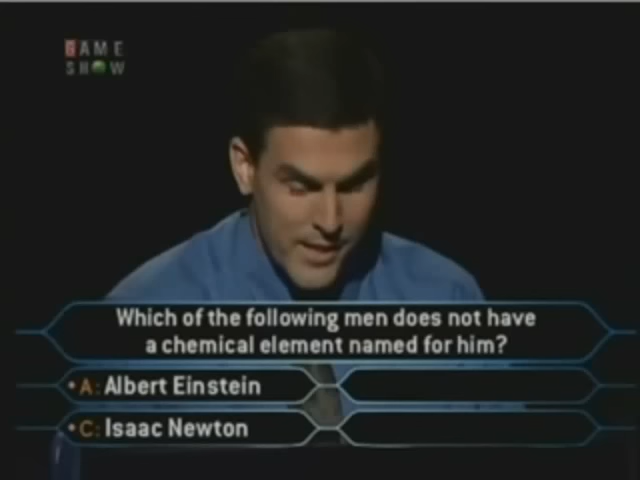 GAME
SHOW
Which of the following men does not have
a chemical element named for him?
A: Albert Einstein
C: Isaac Newton